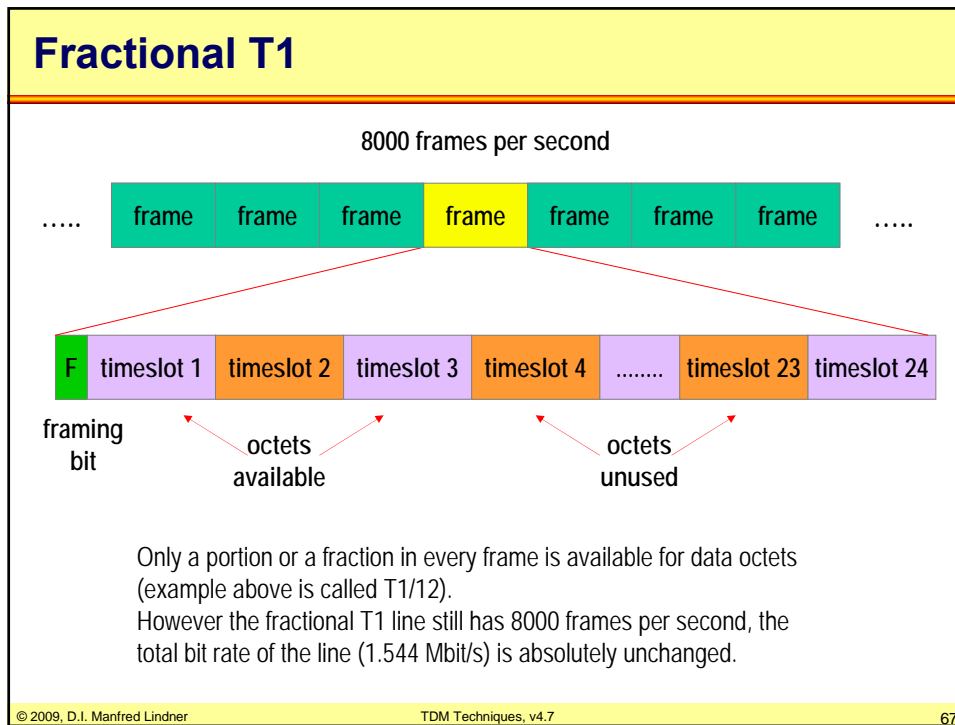 Fractional T1
8000 frames per second
..... frame frame frame frame frame frame frame .....
F timeslot 1 timeslot 2 timeslot 3 timeslot 4 ........ timeslot 23 timeslot 24
framing
bit
octets
available
octets
unused
Only a portion or a fraction in every frame is available for data octets
(example above is called T1/12).
However the fractional T1 line still has 8000 frames per second, the
total bit rate of the line (1.544 Mbit/s) is absolutely unchanged.
© 2009, D.I. Manfred Lindner TDM Techniques, v4.7 67